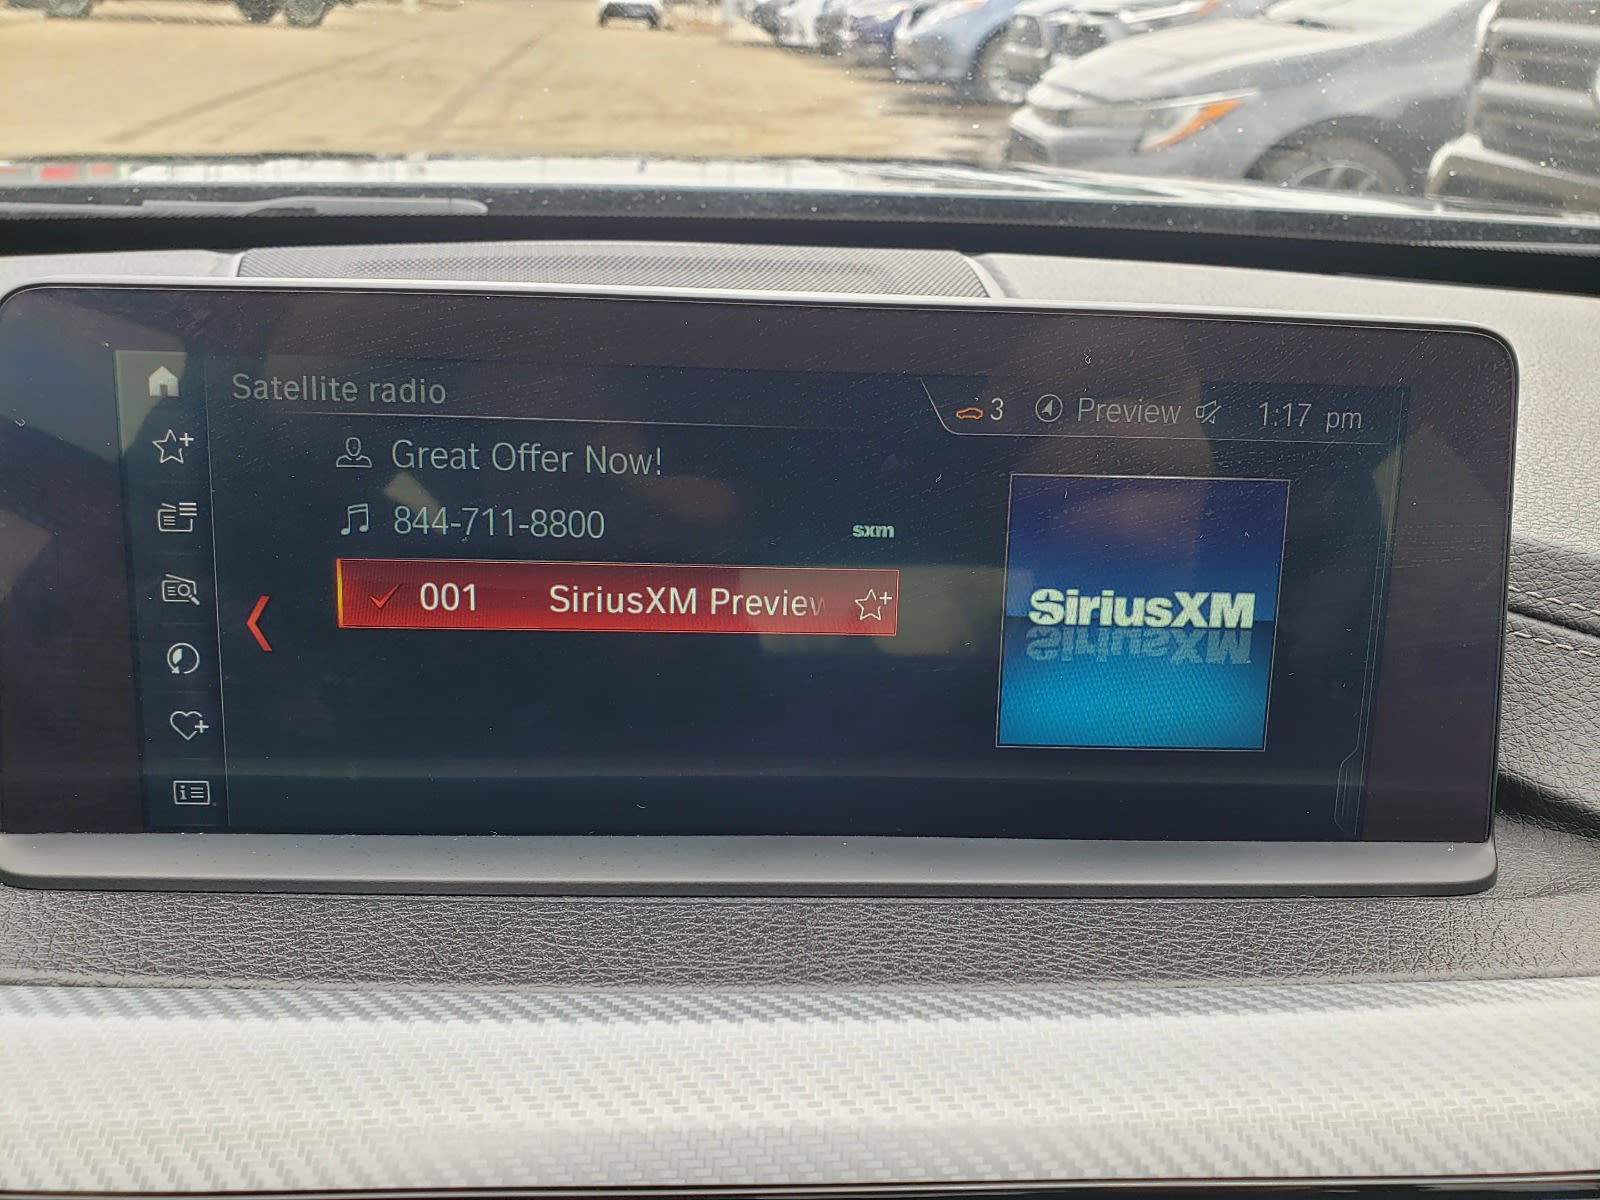 Satellite radio
3 Preview 1:17 pm
Great Offer Now!
844-711-8800
sxm
001 SiriusXM Preview
SiriusXM